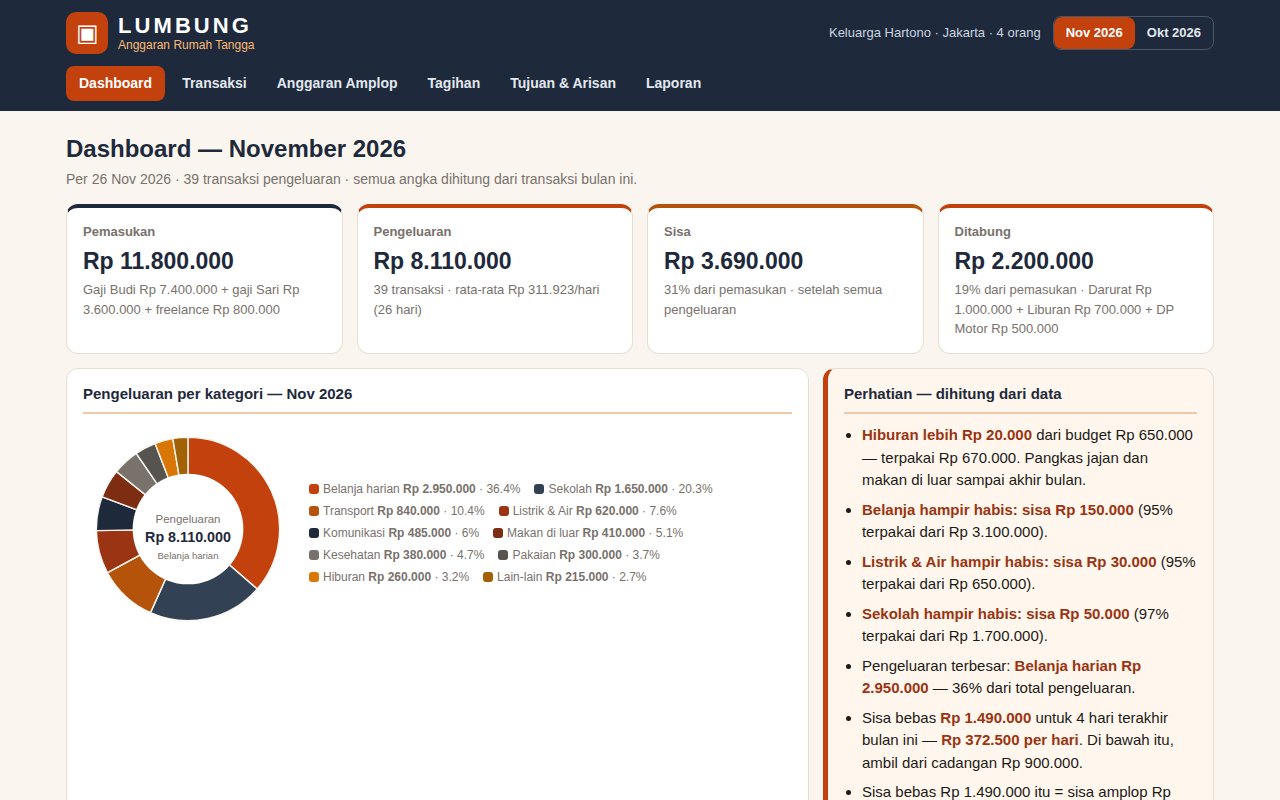 LUMBUNG
Anggaran Rumah Tangga
Keluarga Hartono · Jakarta · 4 orang
Nov 2026
Okt 2026
Dashboard
Transaksi
Anggaran Amplop
Tagihan
Tujuan & Arisan
Laporan
Dashboard — November 2026
Per 26 Nov 2026 · 39 transaksi pengeluaran · semua angka dihitung dari transaksi bulan ini.
Pemasukan
Rp 11.800.000
Gaji Budi Rp 7.400.000 + gaji Sari Rp
3.600.000 + freelance Rp 800.000
Pengeluaran
Rp 8.110.000
39 transaksi · rata-rata Rp 311.923/hari
(26 hari)
Sisa
Rp 3.690.000
31% dari pemasukan · setelah semua
pengeluaran
Ditabung
Rp 2.200.000
19% dari pemasukan · Darurat Rp
1.000.000 + Liburan Rp 700.000 + DP
Motor Rp 500.000
Pengeluaran per kategori — Nov 2026
Pengeluaran
Rp 8.110.000
Belanja harian
Belanja harian Rp 2.950.000 · 36.4% Sekolah Rp 1.650.000 · 20.3%
Transport Rp 840.000 · 10.4% Listrik & Air Rp 620.000 · 7.6%
Komunikasi Rp 485.000 · 6% Makan di luar Rp 410.000 · 5.1%
Kesehatan Rp 380.000 · 4.7% Pakaian Rp 300.000 · 3.7%
Hiburan Rp 260.000 · 3.2% Lain-lain Rp 215.000 · 2.7%
Perhatian — dihitung dari data
Hiburan lebih Rp 20.000 dari budget Rp 650.000
— terpakai Rp 670.000. Pangkas jajan dan
makan di luar sampai akhir bulan.
Belanja hampir habis: sisa Rp 150.000 (95%
terpakai dari Rp 3.100.000).
Listrik & Air hampir habis: sisa Rp 30.000 (95%
terpakai dari Rp 650.000).
Sekolah hampir habis: sisa Rp 50.000 (97%
terpakai dari Rp 1.700.000).
Pengeluaran terbesar: Belanja harian Rp
2.950.000 — 36% dari total pengeluaran.
Sisa bebas Rp 1.490.000 untuk 4 hari terakhir
bulan ini — Rp 372.500 per hari. Di bawah itu,
ambil dari cadangan Rp 900.000.
Sisa bebas Rp 1.490.000 itu = sisa amplop Rp